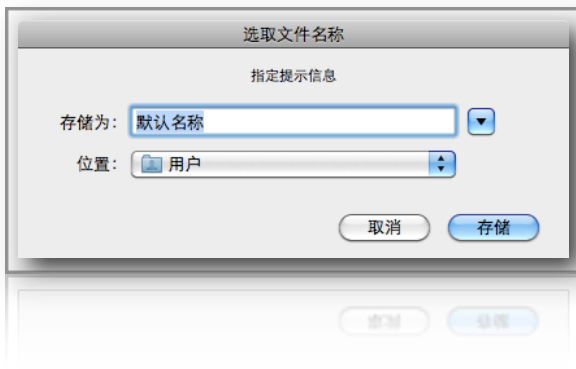 选取文件名称
指定提示信息
存储为： 默认名称
位置： 用户
取消 存储